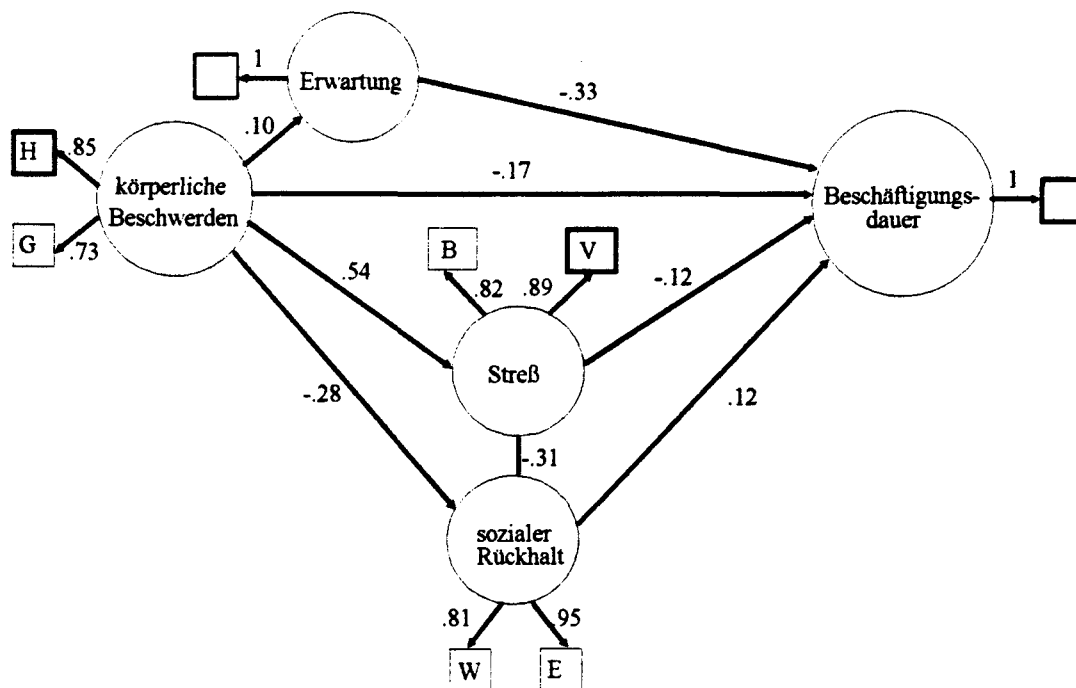 1
Erwartung
-.33
.10
H
.85
körperliche
Beschwerden
-.17
Beschäftigungs-
dauer
1
G
.73
B
V
.54
.82
.89
-.12
Streß
-.28
.12
-.31
sozialer
Rückhalt
.81
.95
W
E